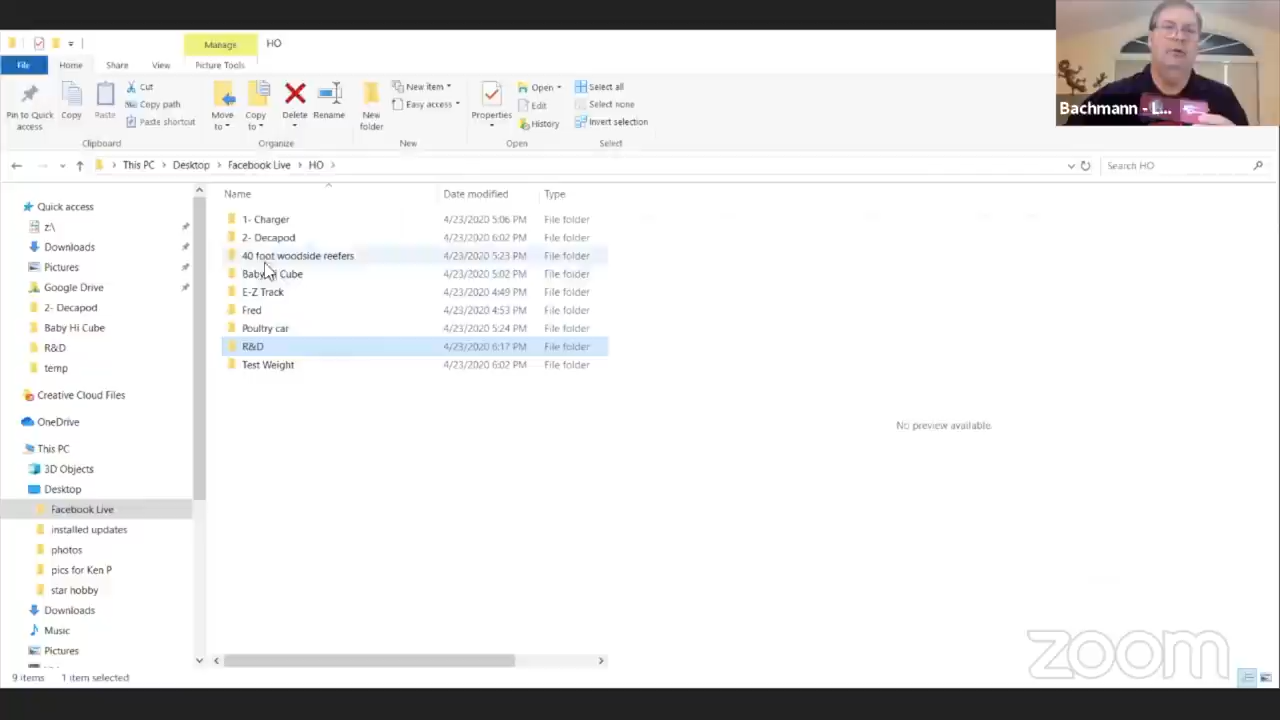 Manage
HO
File
Home
Share
View
Picture Tools
Pin to Quick access
Copy
Paste
Cut
Copy path
Paste shortcut
Move to
Copy to
Delete
Rename
New folder
New item
Easy access
Properties
Open
Edit
History
Select all
Select none
Invert selection
Clipboard
Organize
New
Open
Select
Bachmann - L...
This PC > Desktop > Facebook Live > HO >
Search HO
Name Date modified Type
1- Charger 4/23/2020 5:06 PM File folder
2- Decapod 4/23/2020 6:02 PM File folder
40 foot woodside reefers 4/23/2020 5:23 PM File folder
Baby Hi Cube 4/23/2020 5:02 PM File folder
E-Z Track 4/23/2020 4:49 PM File folder
Fred 4/23/2020 4:53 PM File folder
Poultry car 4/23/2020 5:24 PM File folder
R&D 4/23/2020 6:17 PM File folder
Test Weight 4/23/2020 6:02 PM File folder
Quick access
z:\
Downloads
Pictures
Google Drive
2- Decapod
Baby Hi Cube
R&D
temp
Creative Cloud Files
OneDrive
This PC
3D Objects
Desktop
Facebook Live
installed updates
photos
pics for Ken P
star hobby
Downloads
Music
Pictures
No preview available.
9 items 1 item selected
zoom